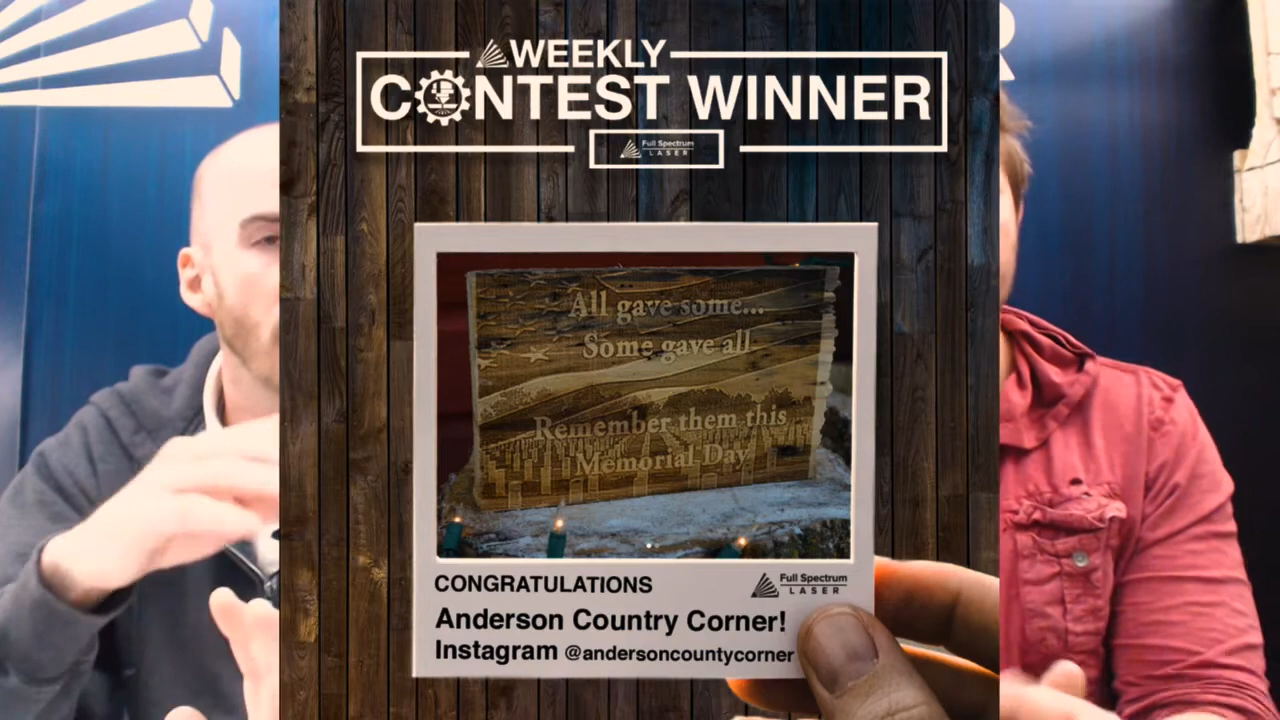 WEEKLY
CONTEST WINNER
Full Spectrum
LASER
All gave some...
Some gave all
Remember them this
Memorial Day
CONGRATULATIONS
Full Spectrum
LASER
Anderson Country Corner!
Instagram @andersoncountycorner